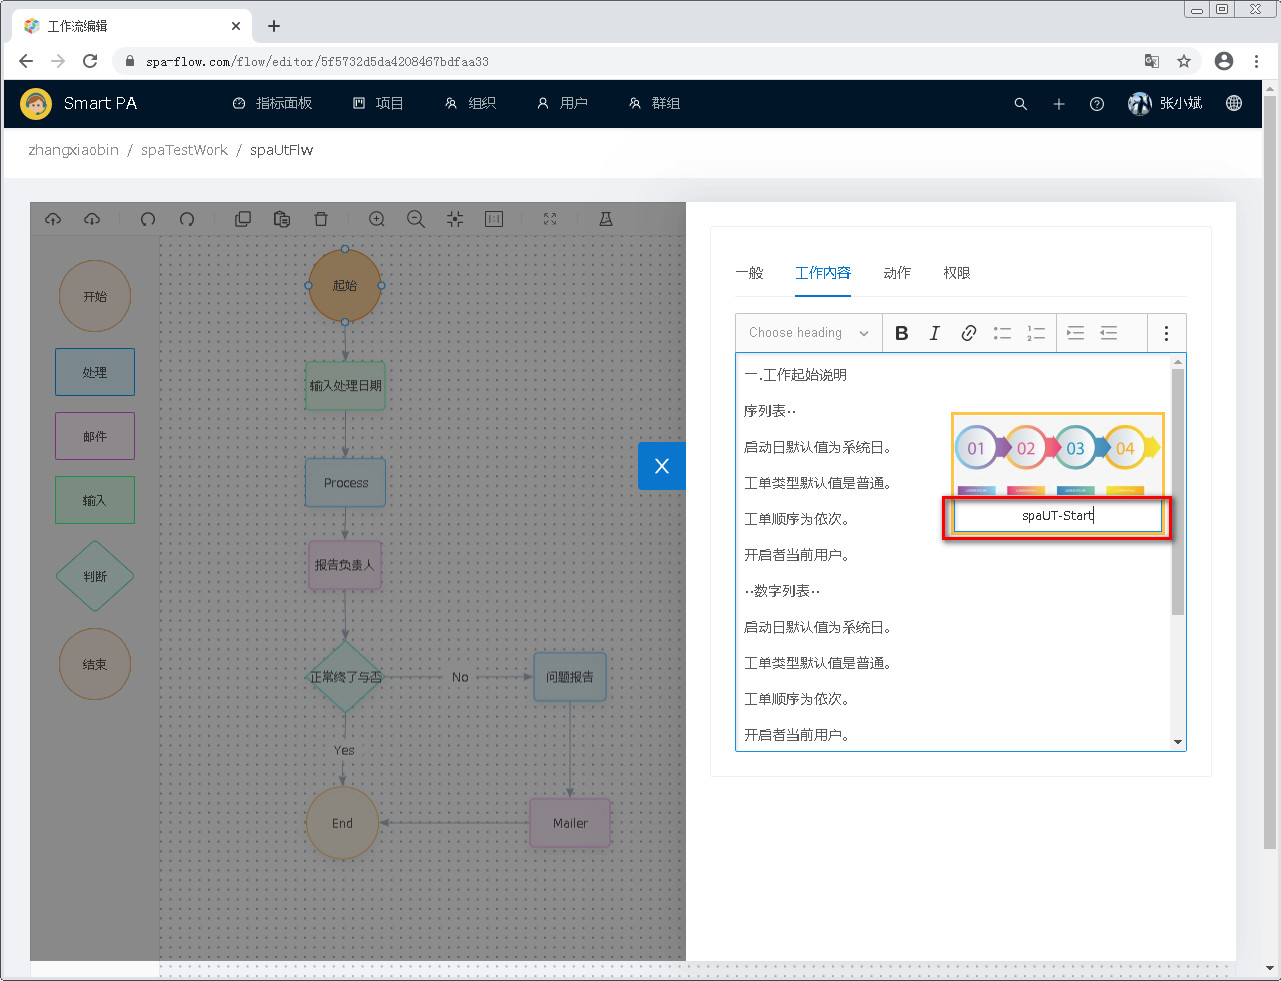 工作流编辑
spa-flow.com/flow/editor/5f5732d5da4208467bdfaa33
Smart PA
指标面板
项目
组织
用户
群组
张小斌
zhangxiaobin / spaTestWork / spaUtFlw
开始
处理
邮件
输入
判断
结束
起始
输入处理日期
Process
报告负责人
正常终了与否
No
问题报告
Yes
End
Mailer
一般
工作内容
动作
权限
Choose heading
一.工作起始说明
序列表··
启动日默认值为系统日。
工单类型默认值是普通。
工单顺序为依次。
开启者当前用户。
··数字列表··
启动日默认值为系统日。
工单类型默认值是普通。
工单顺序为依次。
开启者当前用户。
01 02 03 04
spaUT-Start